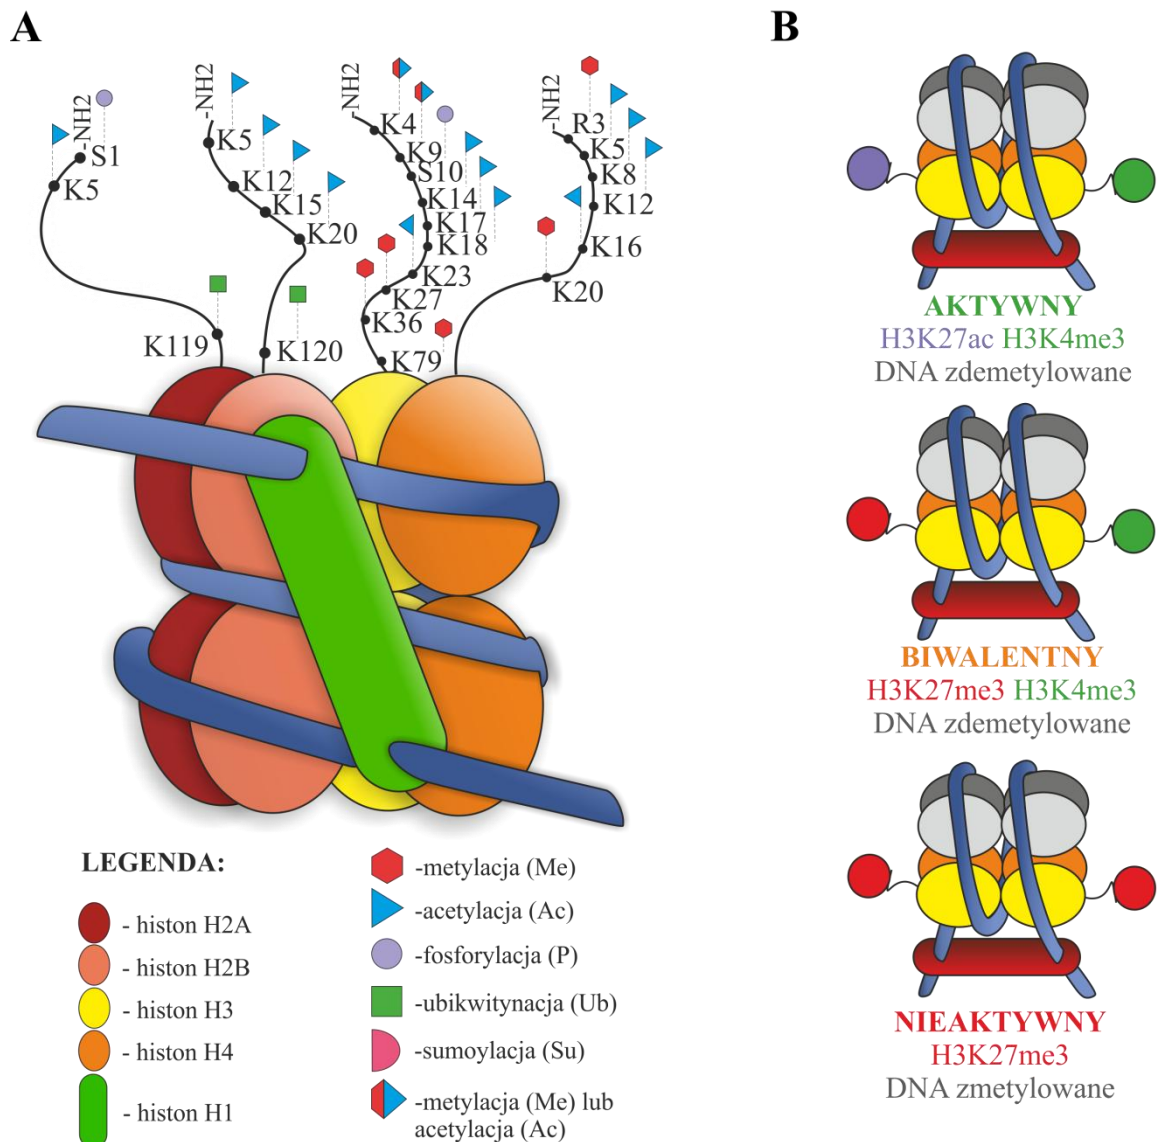 A
-NH2
S1
K5
K119
-NH2
K5
K12
K15
K20
K120
-NH2
K4
K9
S10
K14
K17
K18
K23
K27
K36
K79
-NH2
R3
K5
K8
K12
K16
K20
LEGENDA:
- histon H2A
- histon H2B
- histon H3
- histon H4
- histon H1
-metylacja (Me)
-acetylacja (Ac)
-fosforylacja (P)
-ubikwitynacja (Ub)
-sumoylacja (Su)
-metylacja (Me) lub
acetylacja (Ac)
B
AKTYWNY
H3K27ac H3K4me3
DNA zdemetylowane
BIWALENTNY
H3K27me3 H3K4me3
DNA zdemetylowane
NIEAKTYWNY
H3K27me3
DNA zmetylowane